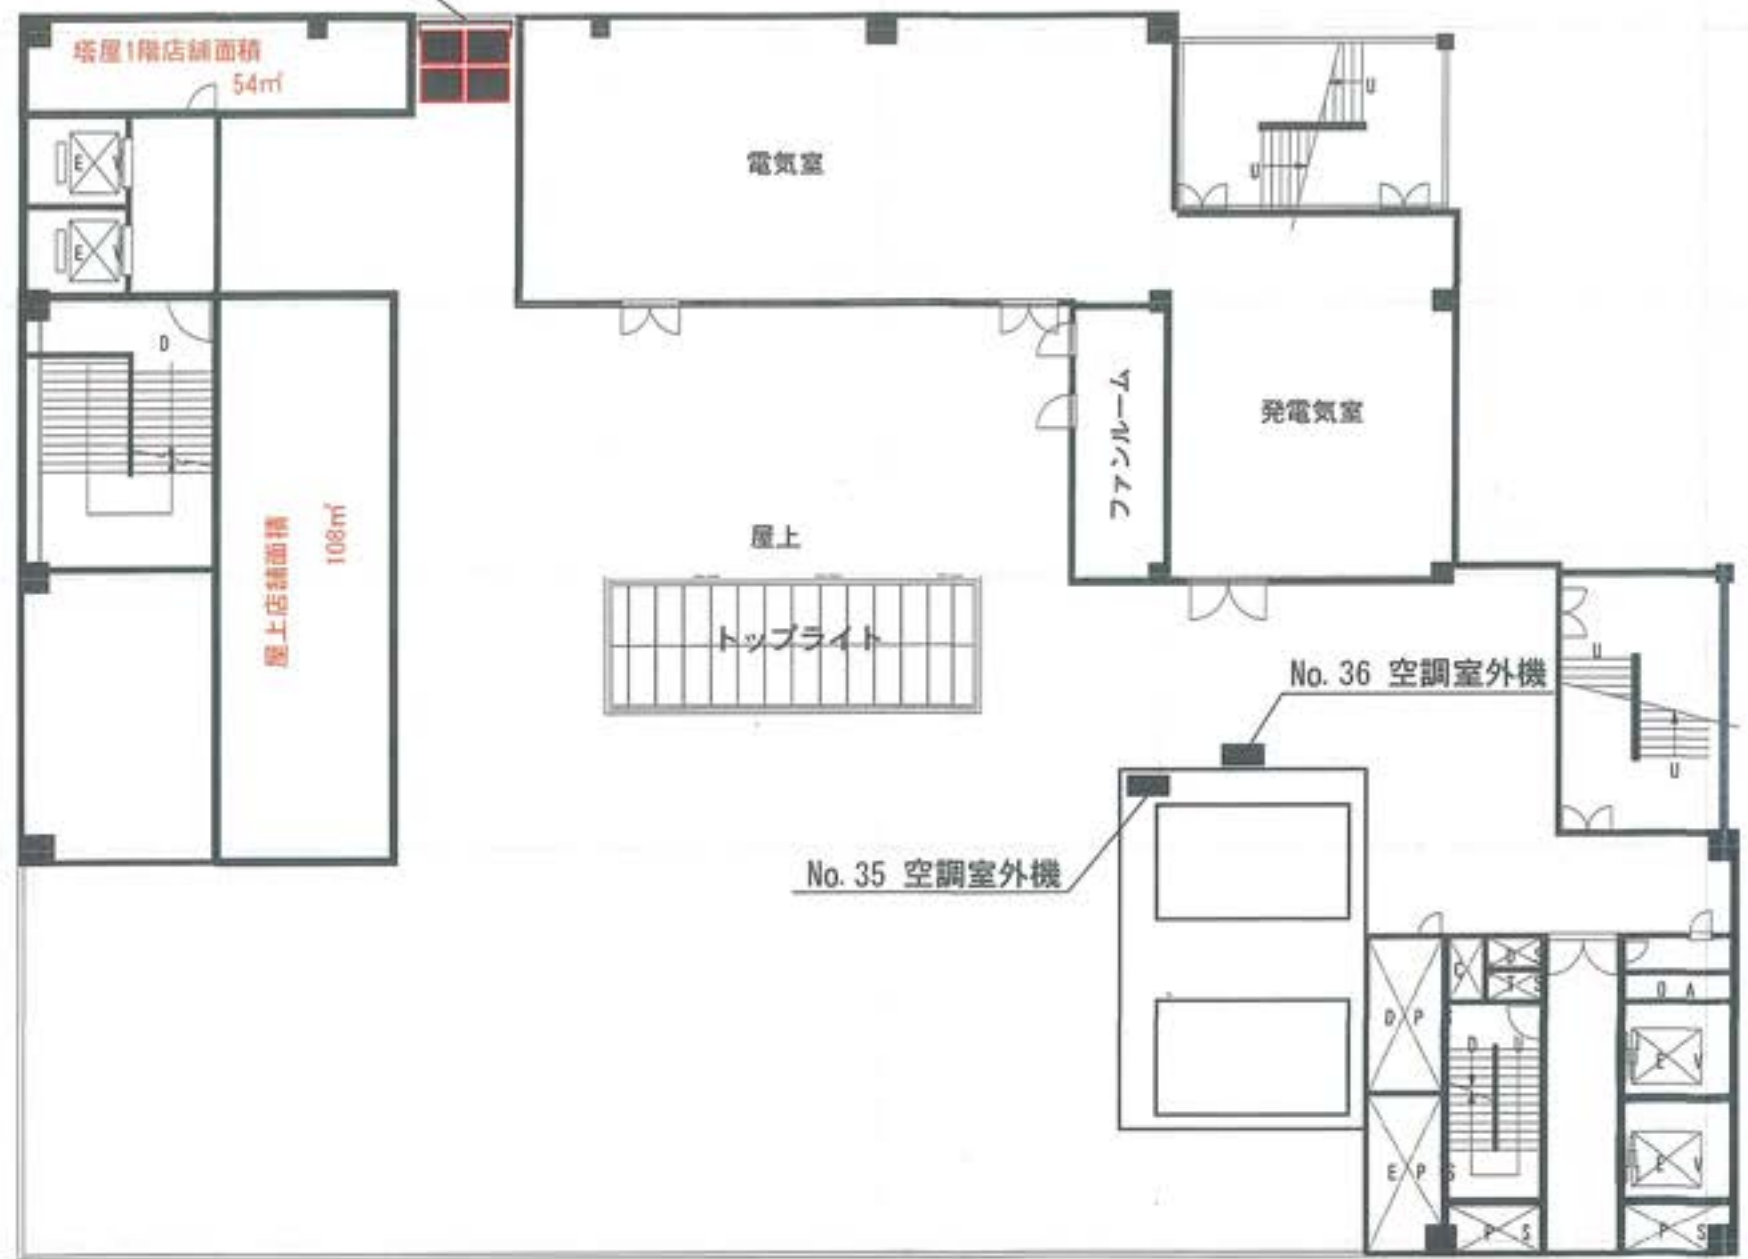 塔屋1階店舗面積
54㎡
U
電気室
U
E V
E V
D
ファンルーム
発電気室
屋上店舗面積
108㎡
屋上
トップライト
No. 36 空調室外機
U
U
No. 35 空調室外機
C
D S
T S
O A
D P
D U
E V
E P S
E V
P S
P S